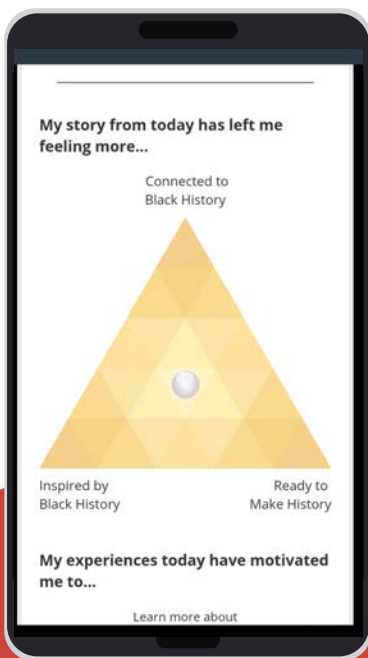 My story from today has left me
feeling more...
Connected to
Black History
Inspired by
Black History
Ready to
Make History
My experiences today have motivated
me to...
Learn more about